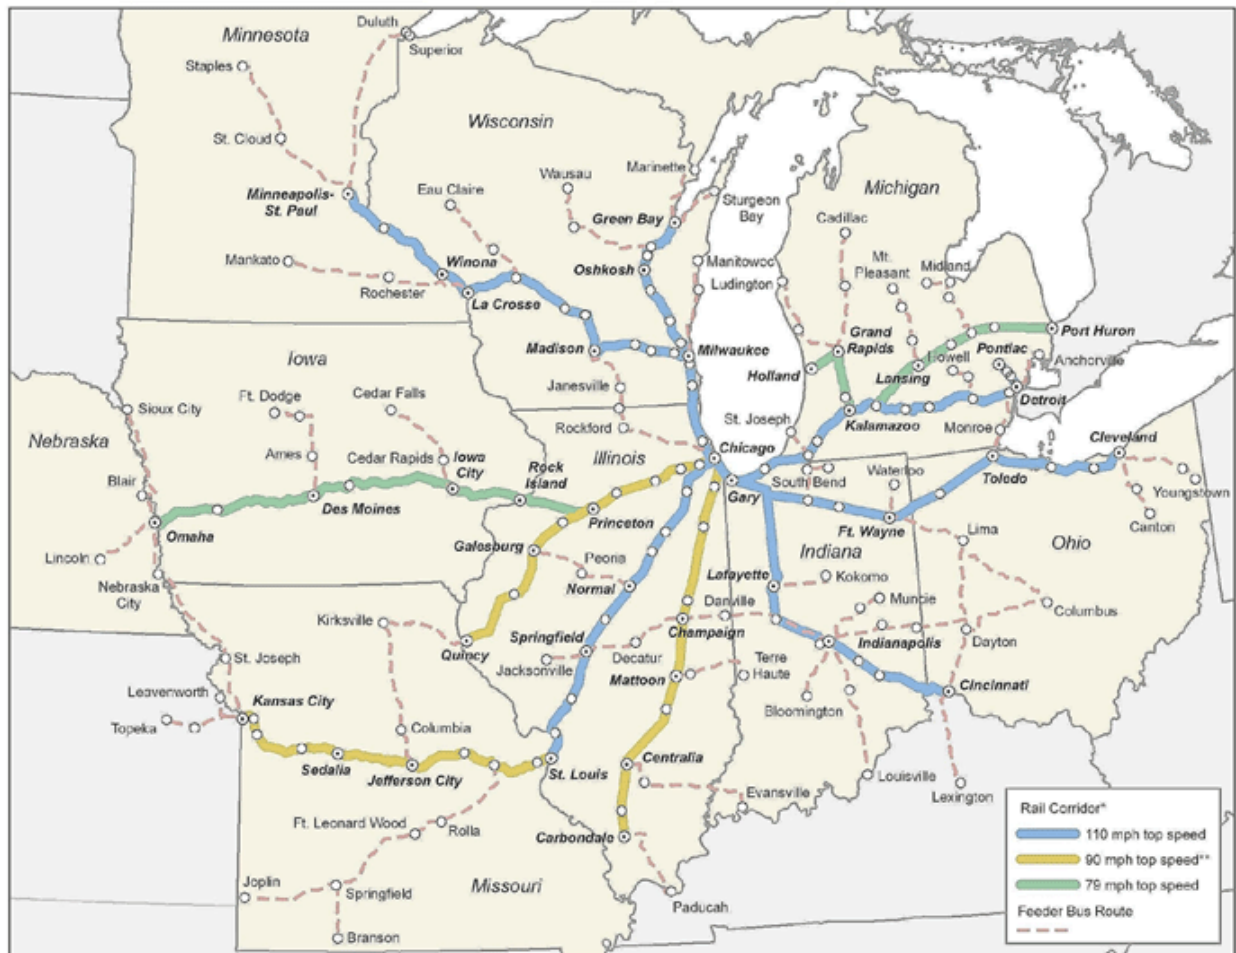 Duluth
Superior
Minnesota
Staples
St. Cloud
Wisconsin
Minneapolis-
St. Paul
Eau Claire
Wausau
Marinette
Green Bay
Sturgeon
Bay
Michigan
Cadillac
Mankato
Rochester
Winona
La Crosse
Oshkosh
Manitowoc
Ludington
Mt.
Pleasant
Midland
Madison
Milwaukee
Grand
Rapids
Holland
Lansing
Howell
Pontiac
Port Huron
Anchorville
Detroit
Iowa
Janesville
Rockford
St. Joseph
Kalamazoo
Monroe
Cleveland
Sioux City
Ft. Dodge
Cedar Falls
Nebraska
Ames
Cedar Rapids
Iowa
City
Rock
Island
Illinois
Chicago
Gary
South Bend
Waterloo
Toledo
Youngstown
Canton
Blair
Omaha
Des Moines
Princeton
Ft. Wayne
Lima
Ohio
Lincoln
Nebraska
City
Galesburg
Peoria
Normal
Indiana
Lafayette
Kokomo
Muncie
Columbus
Kirksville
Quincy
Springfield
Jacksonville
Decatur
Danville
Champaign
Indianapolis
Dayton
St. Joseph
Leavenworth
Topeka
Kansas City
Mattoon
Terre
Haute
Bloomington
Cincinnati
Columbia
Sedalia
Jefferson City
St. Louis
Centralia
Evansville
Louisville
Lexington
Ft. Leonard Wood
Rolla
Carbondale
Joplin
Springfield
Missouri
Branson
Paducah
Rail Corridor*
110 mph top speed
90 mph top speed**
79 mph top speed
Feeder Bus Route